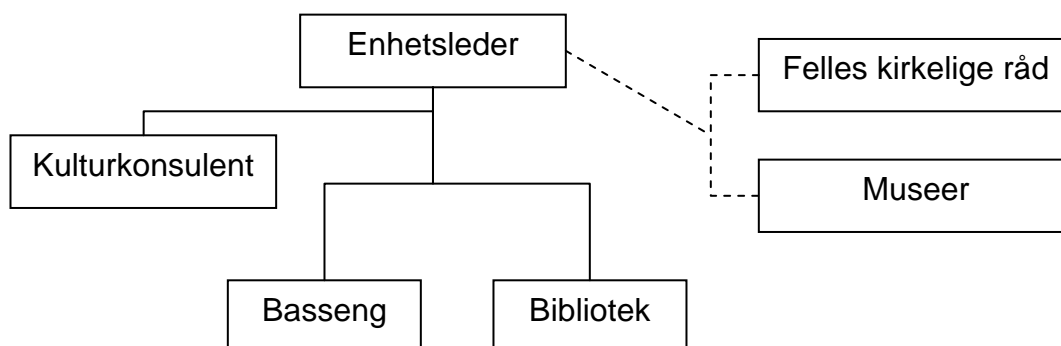 Enhetsleder
Felles kirkelige råd
Kulturkonsulent
Museer
Basseng
Bibliotek